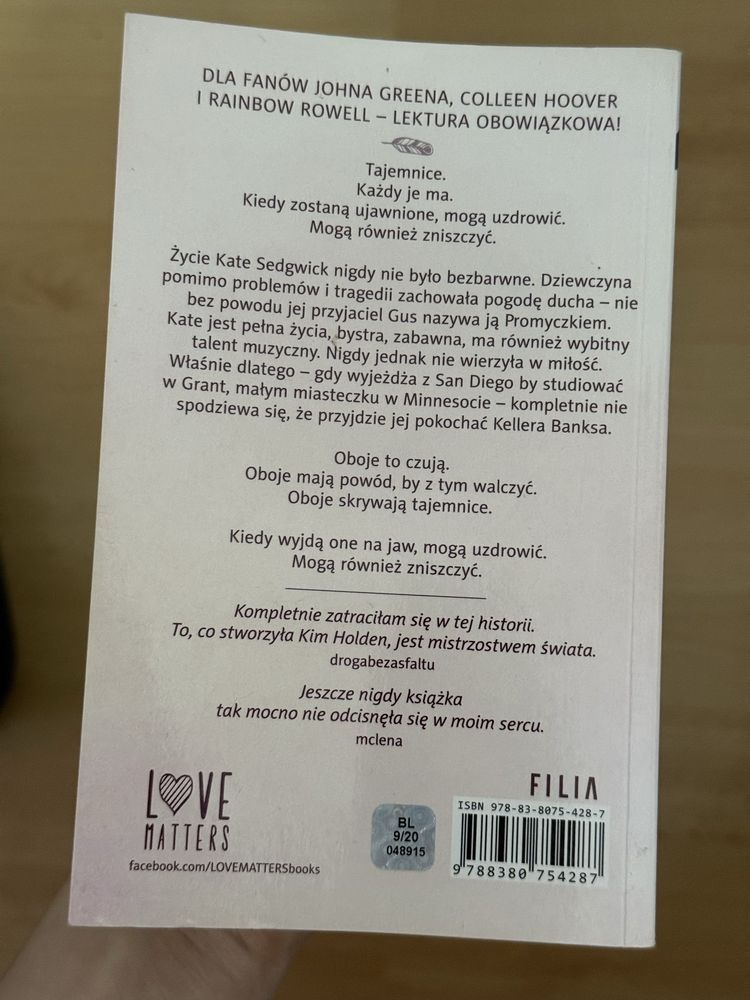 DLA FANÓW JOHNA GREENA, COLLEEN HOOVER
I RAINBOW ROWELL – LEKTURA OBOWIĄZKOWA!
Tajemnice.
Każdy je ma.
Kiedy zostaną ujawnione, mogą uzdrowić.
Mogą również zniszczyć.
Życie Kate Sedgwick nigdy nie było bezbarwne. Dziewczyna
pomimo problemów i tragedii zachowała pogodę ducha – nie
bez powodu jej przyjaciel Gus nazywa ją Promyczkiem.
Kate jest pełna życia, bystra, zabawna, ma również wybitny
talent muzyczny. Nigdy jednak nie wierzyła w miłość.
Właśnie dlatego – gdy wyjeżdża z San Diego by studiować
w Grant, małym miasteczku w Minnesocie – kompletnie nie
spodziewa się, że przyjdzie jej pokochać Kellera Banksa.
Oboje to czują.
Oboje mają powód, by z tym walczyć.
Oboje skrywają tajemnice.
Kiedy wyjdą one na jaw, mogą uzdrowić.
Mogą również zniszczyć.
Kompletnie zatraciłam się w tej historii.
To, co stworzyła Kim Holden, jest mistrzostwem świata.
drogabezasfaltu
Jeszcze nigdy książka
tak mocno nie odcisnęła się w moim sercu.
mclena
LOVE
MATTERS
facebook.com/LOVEMATTERSbooks
BL
9/20
048915
FILIA
ISBN 978-83-8075-428-7
9 788380 754287